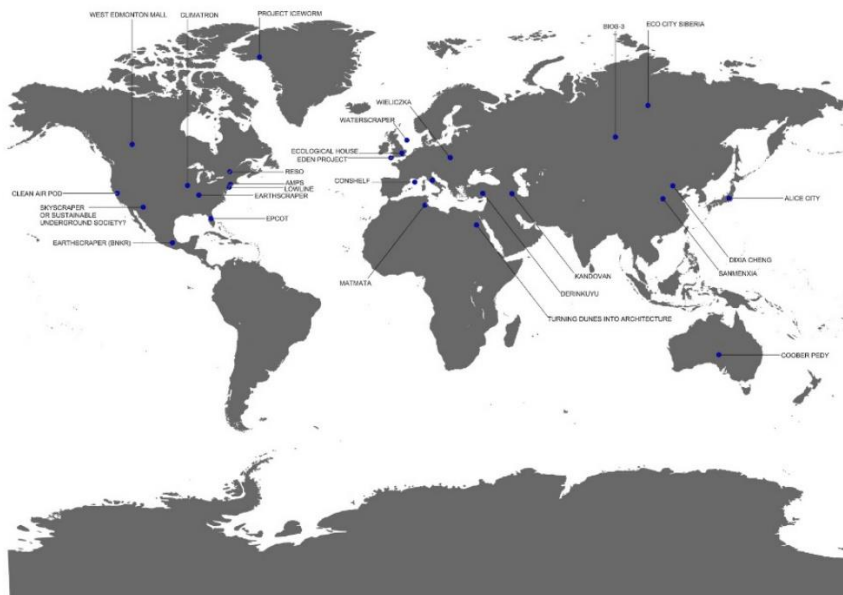 WEST EDMONTON MALL
CLIMATRON
PROJECT ICEWORM
BIOS-3
ECO-CITY SIBERIA
WIELICZKA
WATERSCRAPER
ECOLOGICAL HOUSE
EDEN PROJECT
RESO
CONSHELF
AMPS
LOWLINE
CLEAN AIR POD
EARTHSCRAPER
SKYSCRAPER
OR SUSTAINABLE
UNDERGROUND SOCIETY?
EPCOT
ALICE CITY
EARTHSCRAPER (BNKR)
DIXIA CHENG
SANMENXIA
KANDOVAN
MATMATA
DERINKUYU
TURNING DUNES INTO ARCHITECTURE
COOBER PEDY